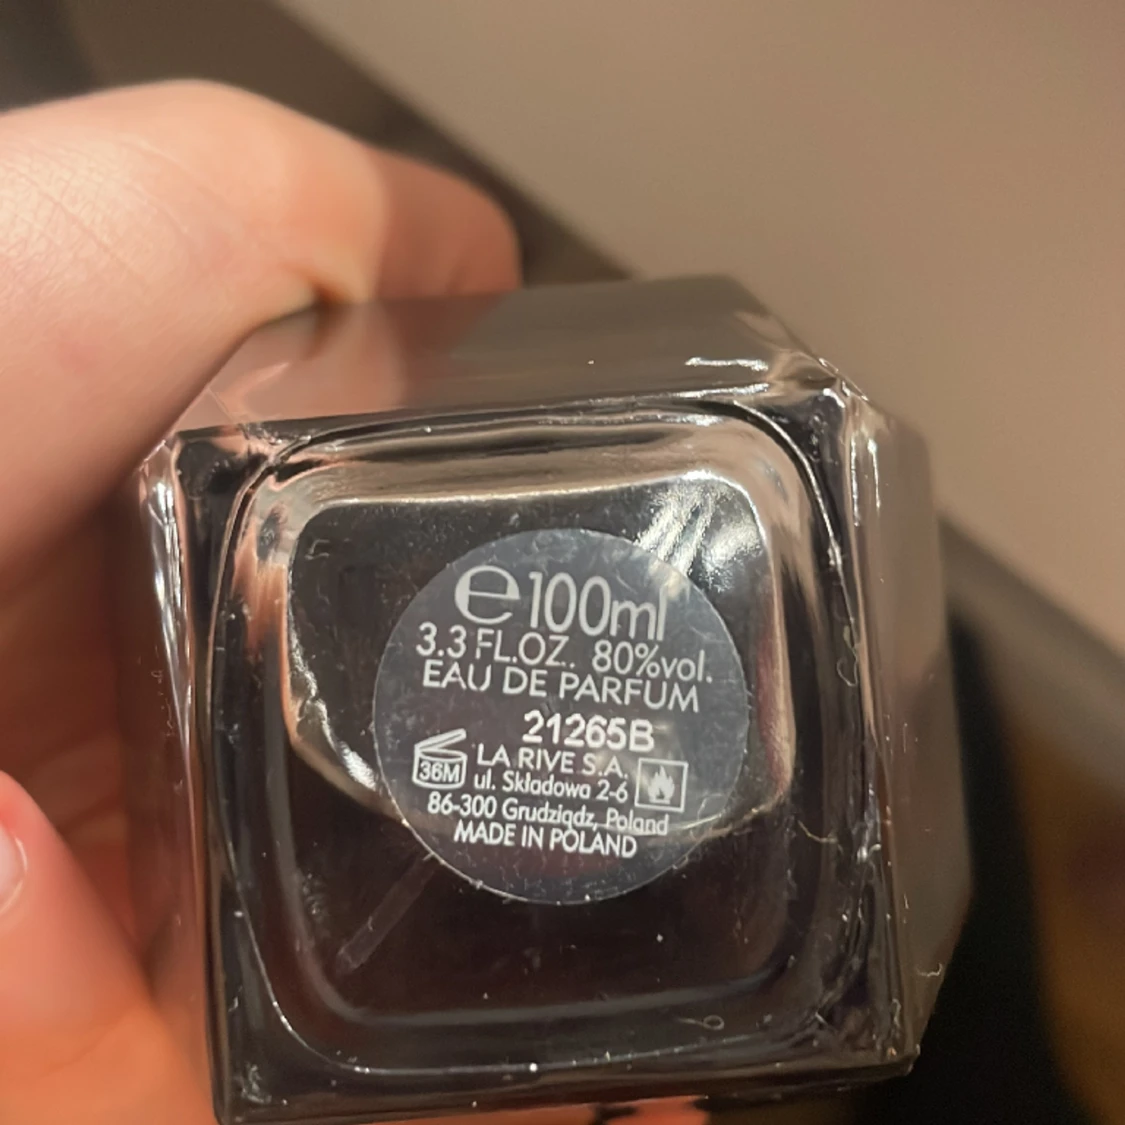 e 100ml
3.3 FL.OZ. 80%vol.
EAU DE PARFUM
21265B
LA RIVE S.A.
36M ul. Składowa 2-6
86-300 Grudziądz, Poland
MADE IN POLAND